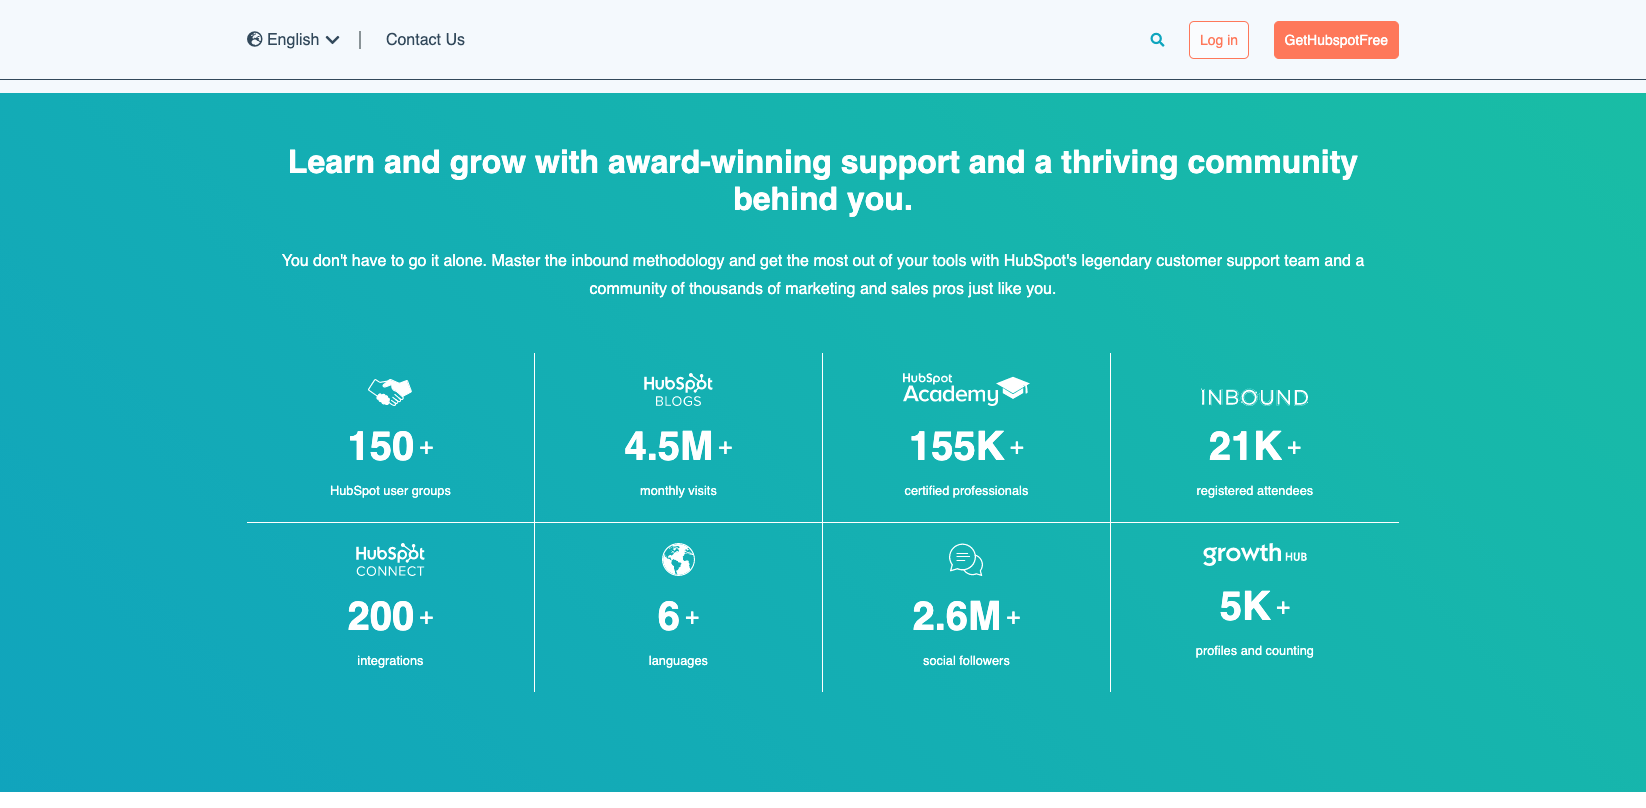 English | Contact Us
Log in
GetHubspotFree
Learn and grow with award-winning support and a thriving community
behind you.
You don't have to go it alone. Master the inbound methodology and get the most out of your tools with HubSpot's legendary customer support team and a
community of thousands of marketing and sales pros just like you.
150 +
HubSpot user groups
HubSpot
BLOGS
4.5M +
monthly visits
HubSpot
Academy
155K +
certified professionals
INBOUND
21K +
registered attendees
HubSpot
CONNECT
200 +
integrations
6 +
languages
2.6M +
social followers
growth HUB
5K +
profiles and counting